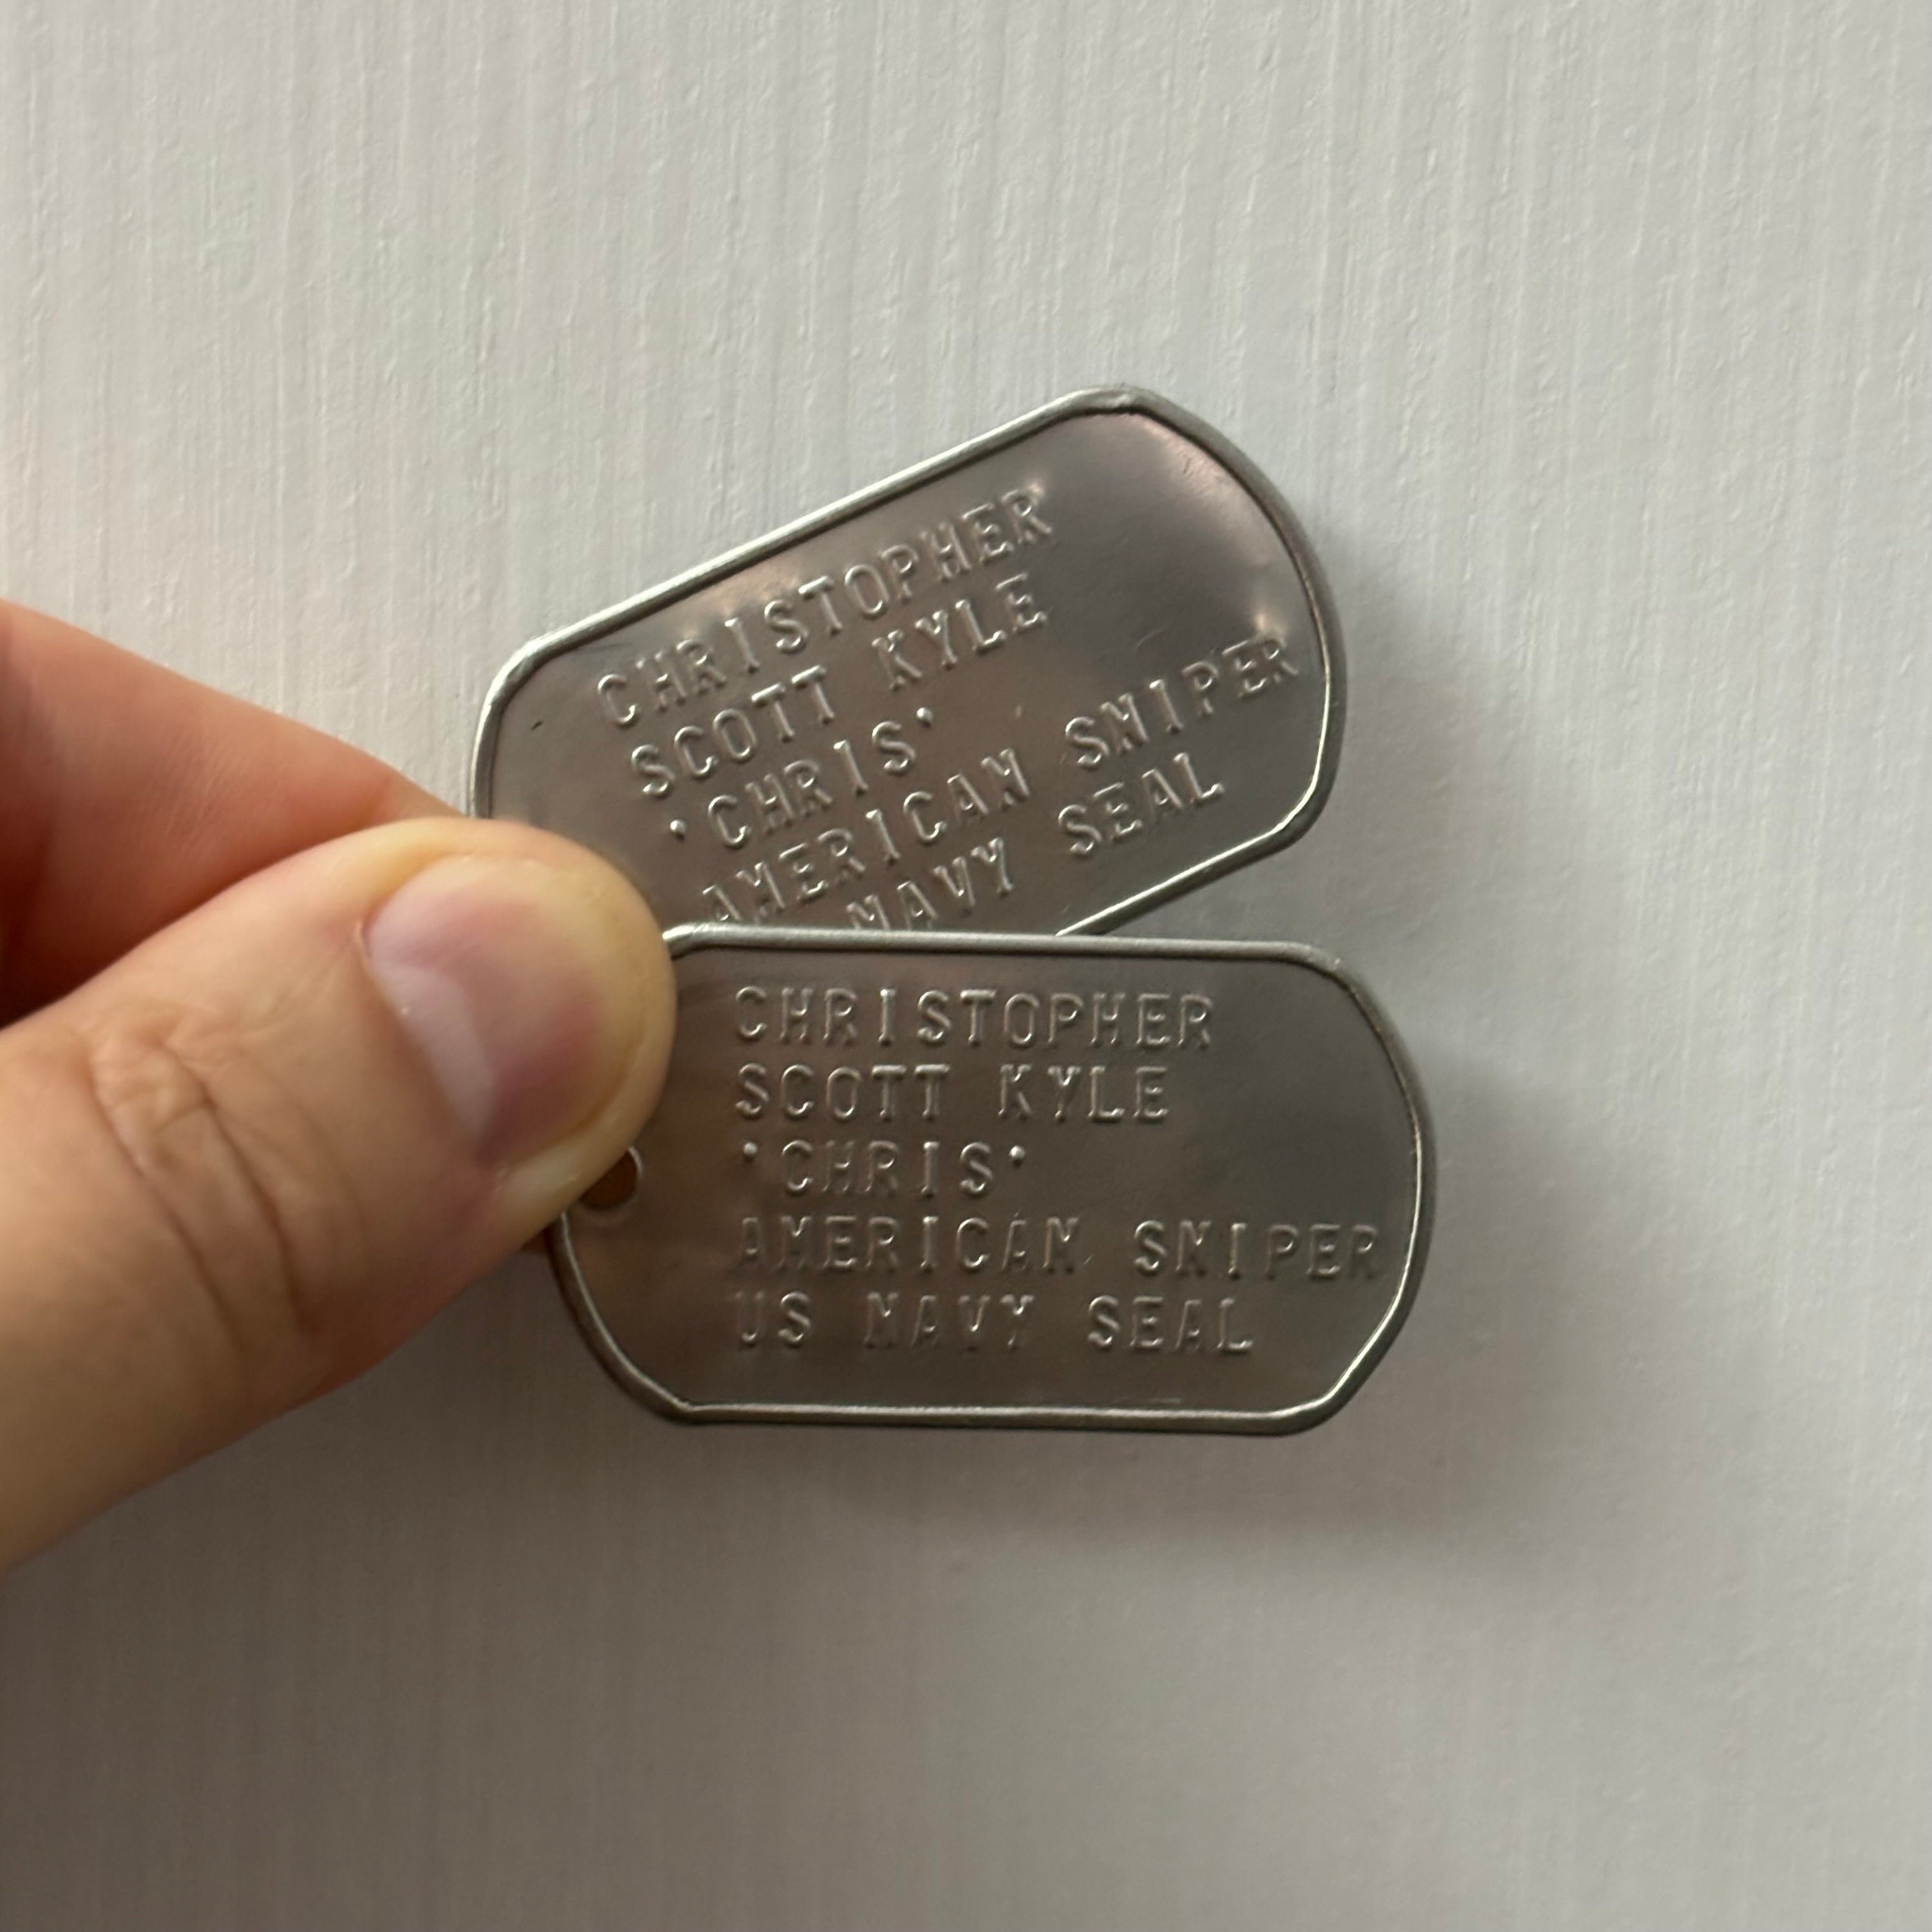 CHRISTOPHER
SCOTT KYLE
'CHRIS'
AMERICAN SNIPER
NAVY SEAL
CHRISTOPHER
SCOTT KYLE
'CHRIS'
AMERICAN SNIPER
US NAVY SEAL